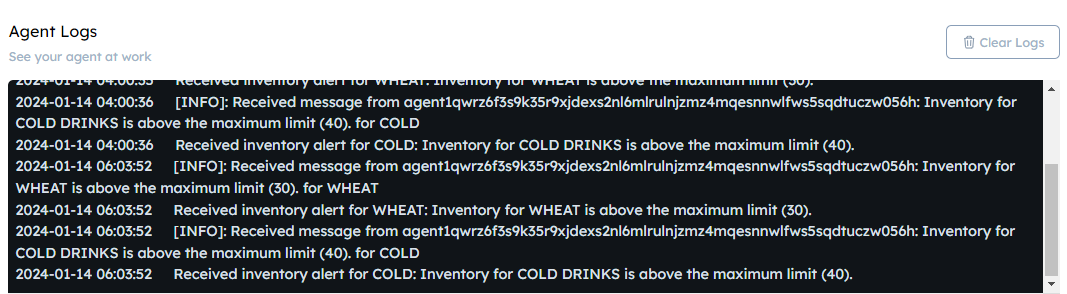 Agent Logs
See your agent at work
Clear Logs
2024-01-14 04:00:35 Received inventory alert for WHEAT: Inventory for WHEAT is above the maximum limit (30).
2024-01-14 04:00:36 [INFO]: Received message from agent1qwrz6f3s9k35r9xjdexs2nl6mlrulnjzmz4mqesnnwlfws5sqdtuczw056h: Inventory for
COLD DRINKS is above the maximum limit (40). for COLD
2024-01-14 04:00:36 Received inventory alert for COLD: Inventory for COLD DRINKS is above the maximum limit (40).
2024-01-14 06:03:52 [INFO]: Received message from agent1qwrz6f3s9k35r9xjdexs2nl6mlrulnjzmz4mqesnnwlfws5sqdtuczw056h: Inventory for
WHEAT is above the maximum limit (30). for WHEAT
2024-01-14 06:03:52 Received inventory alert for WHEAT: Inventory for WHEAT is above the maximum limit (30).
2024-01-14 06:03:52 [INFO]: Received message from agent1qwrz6f3s9k35r9xjdexs2nl6mlrulnjzmz4mqesnnwlfws5sqdtuczw056h: Inventory for
COLD DRINKS is above the maximum limit (40). for COLD
2024-01-14 06:03:52 Received inventory alert for COLD: Inventory for COLD DRINKS is above the maximum limit (40).